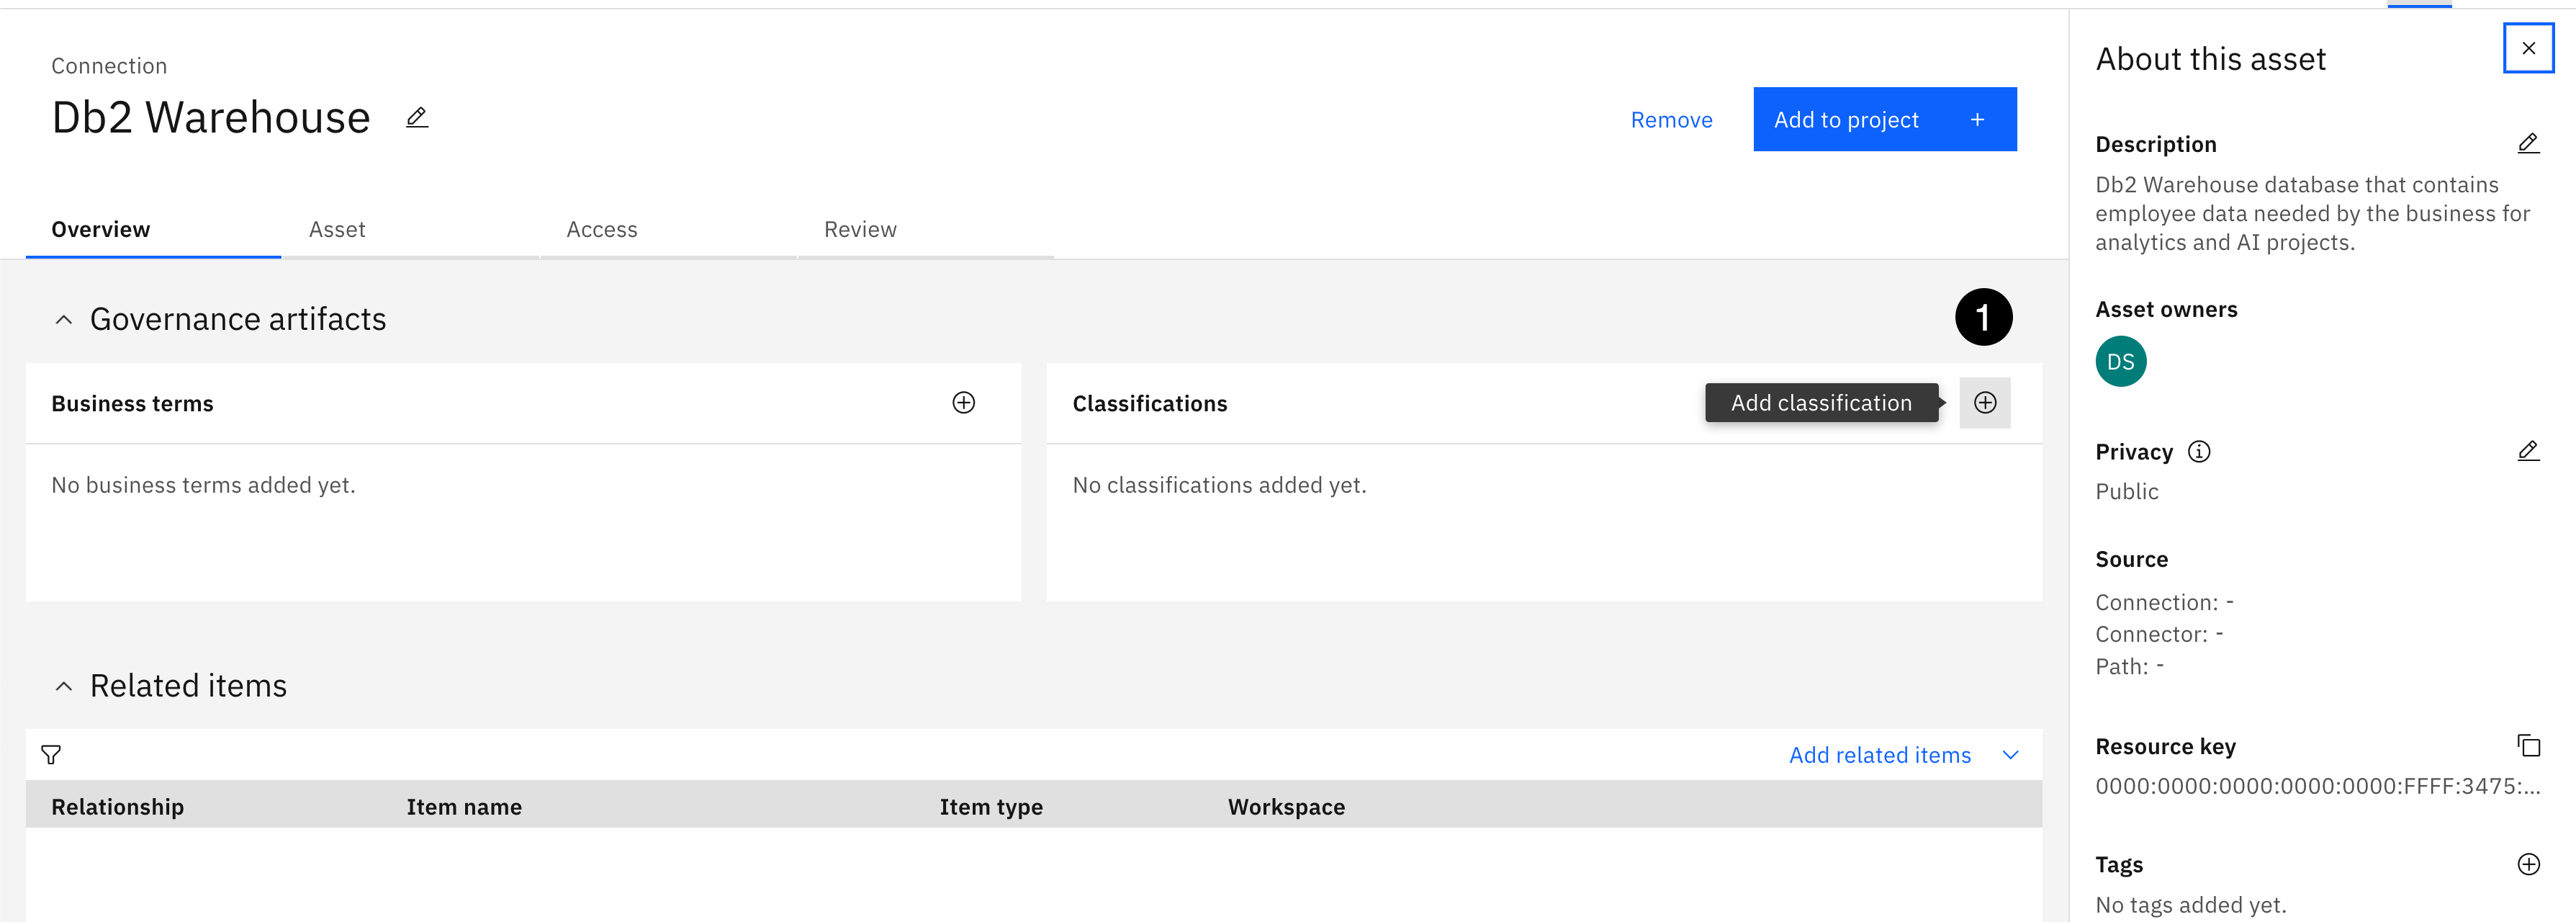 Connection
Db2 Warehouse
Remove
Add to project
Overview
Asset
Access
Review
Governance artifacts
1
Business terms
Classifications
Add classification
No business terms added yet.
No classifications added yet.
Related items
Add related items
Relationship
Item name
Item type
Workspace
About this asset
Description
Db2 Warehouse database that contains
employee data needed by the business for
analytics and AI projects.
Asset owners
DS
Privacy
Public
Source
Connection: -
Connector: -
Path: -
Resource key
0000:0000:0000:0000:0000:FFFF:3475:...
Tags
No tags added yet.